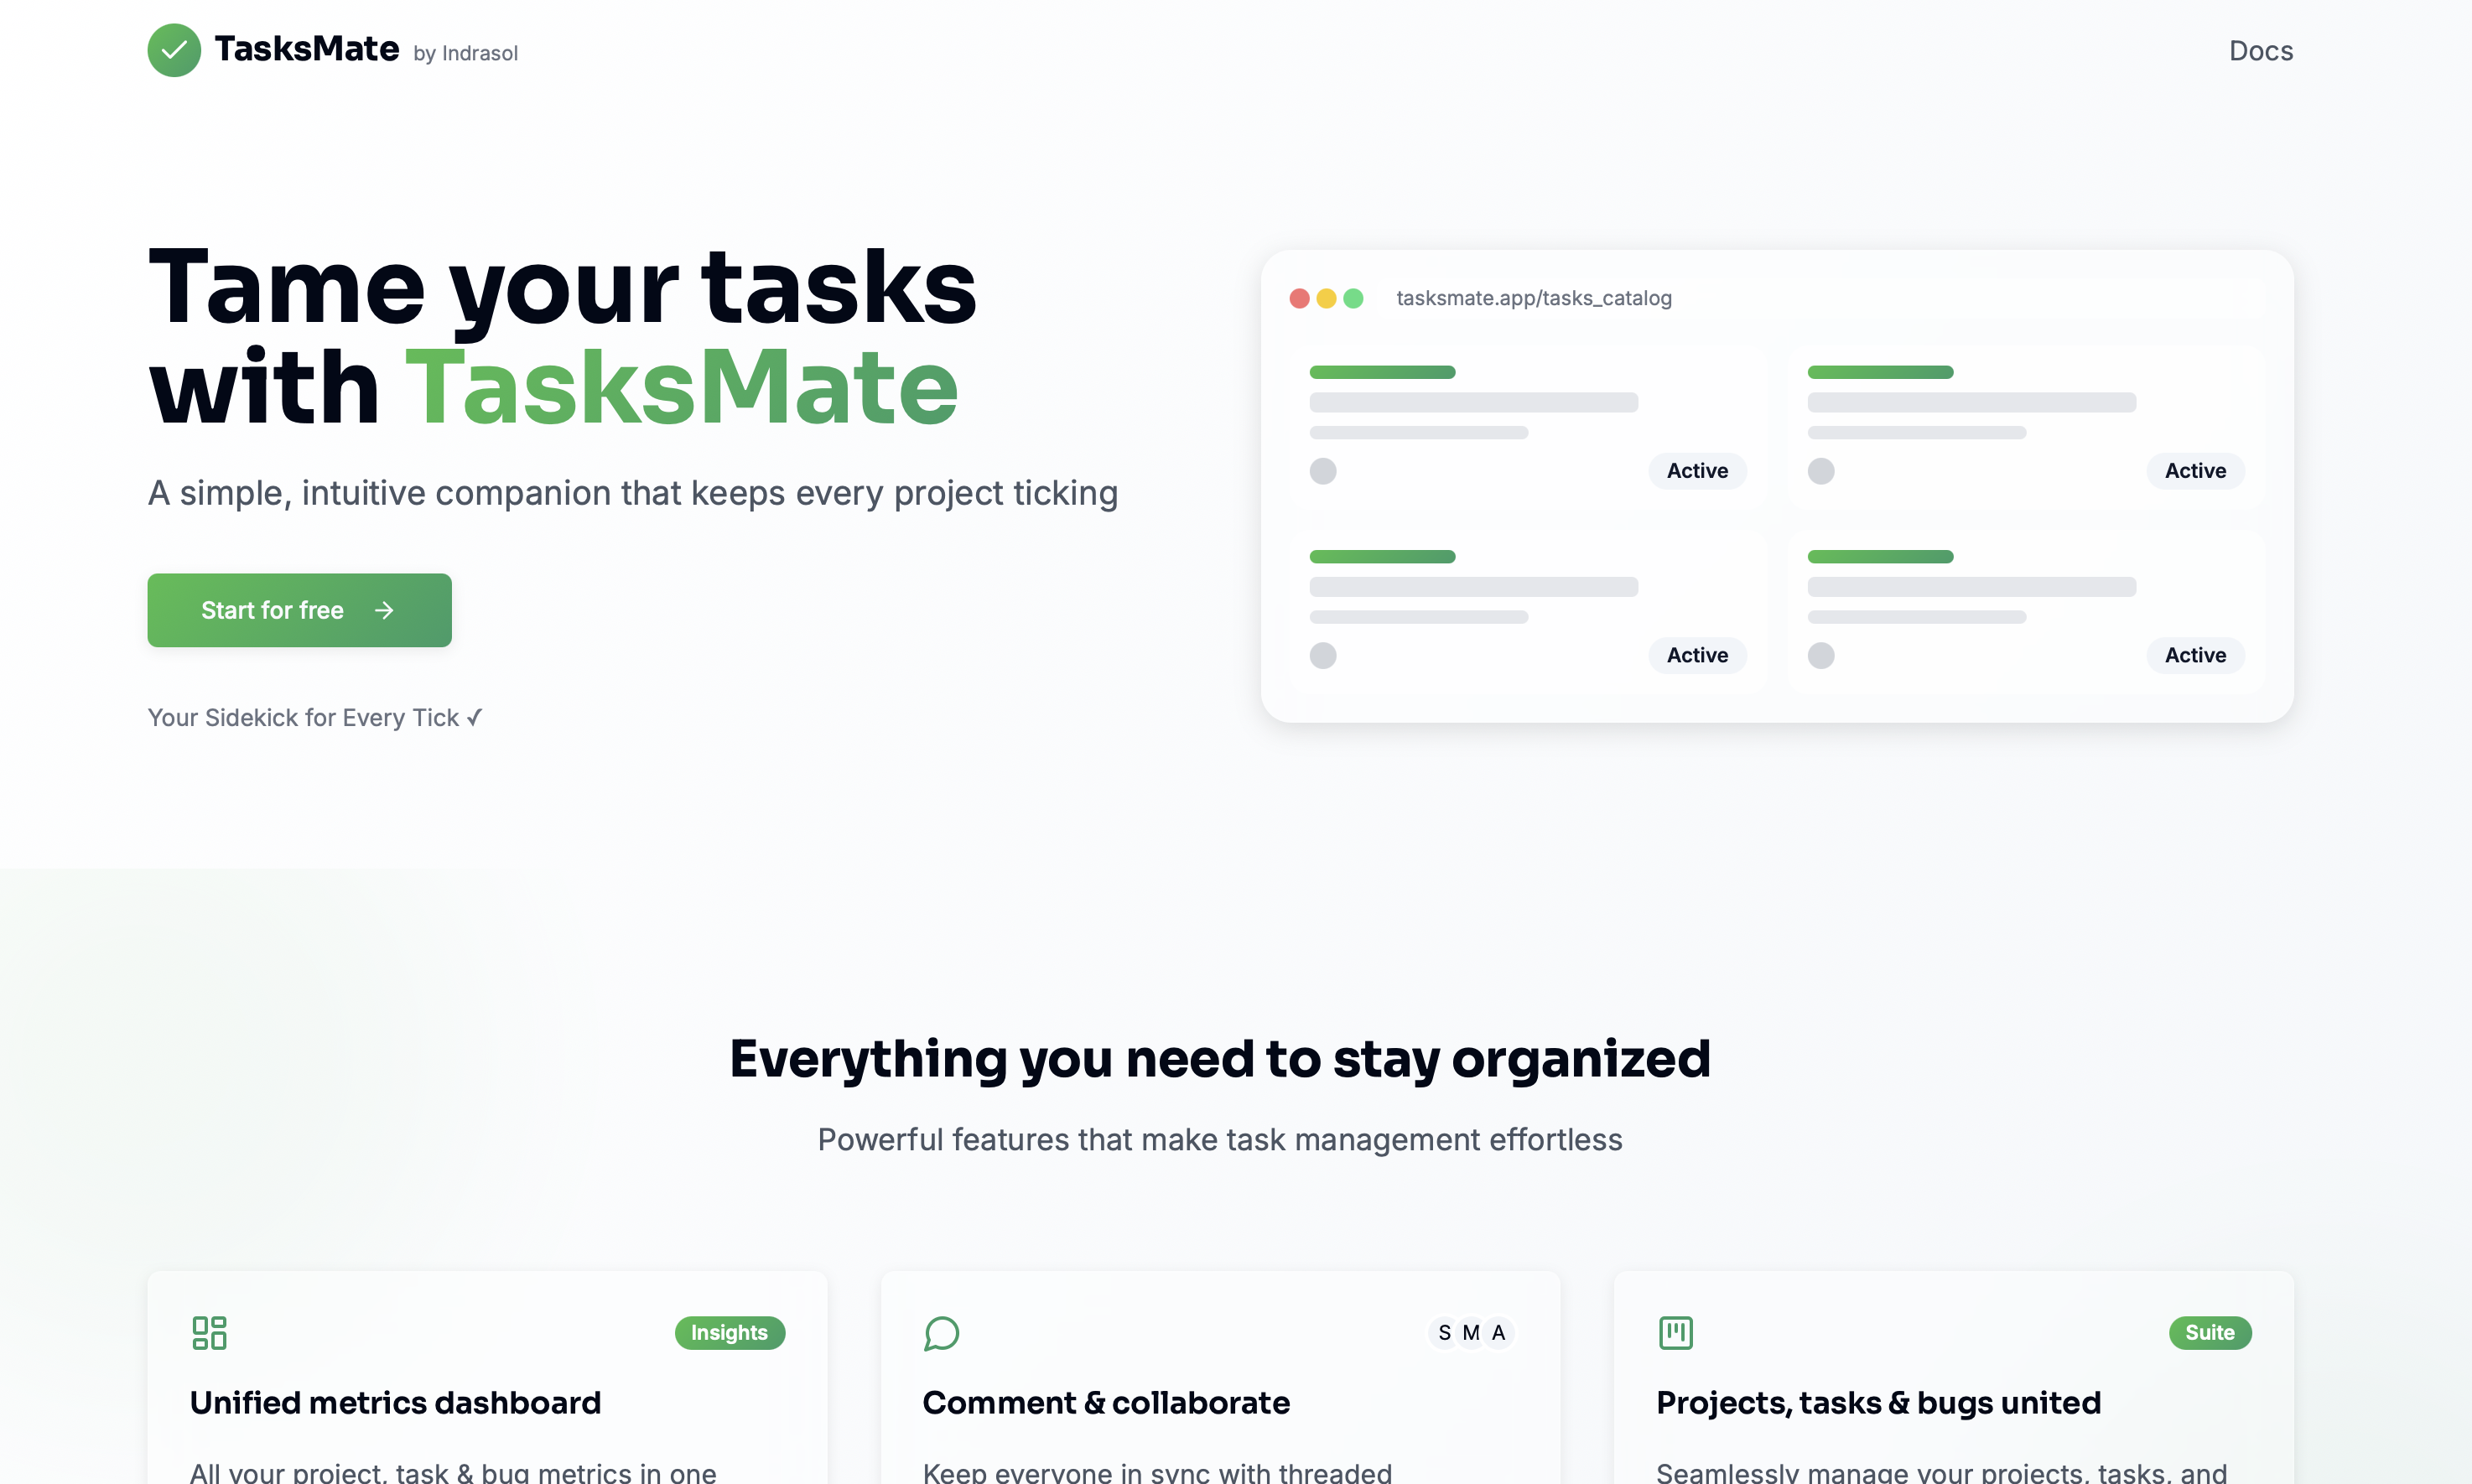 TasksMate by Indrasol
Docs
Tame your tasks
with TasksMate
A simple, intuitive companion that keeps every project ticking
Start for free →
Your Sidekick for Every Tick ✓
tasksmate.app/tasks_catalog
Active
Active
Active
Active
Everything you need to stay organized
Powerful features that make task management effortless
Insights
Unified metrics dashboard
All your project, task & bug metrics in one
S M A
Comment & collaborate
Keep everyone in sync with threaded
Suite
Projects, tasks & bugs united
Seamlessly manage your projects, tasks, and